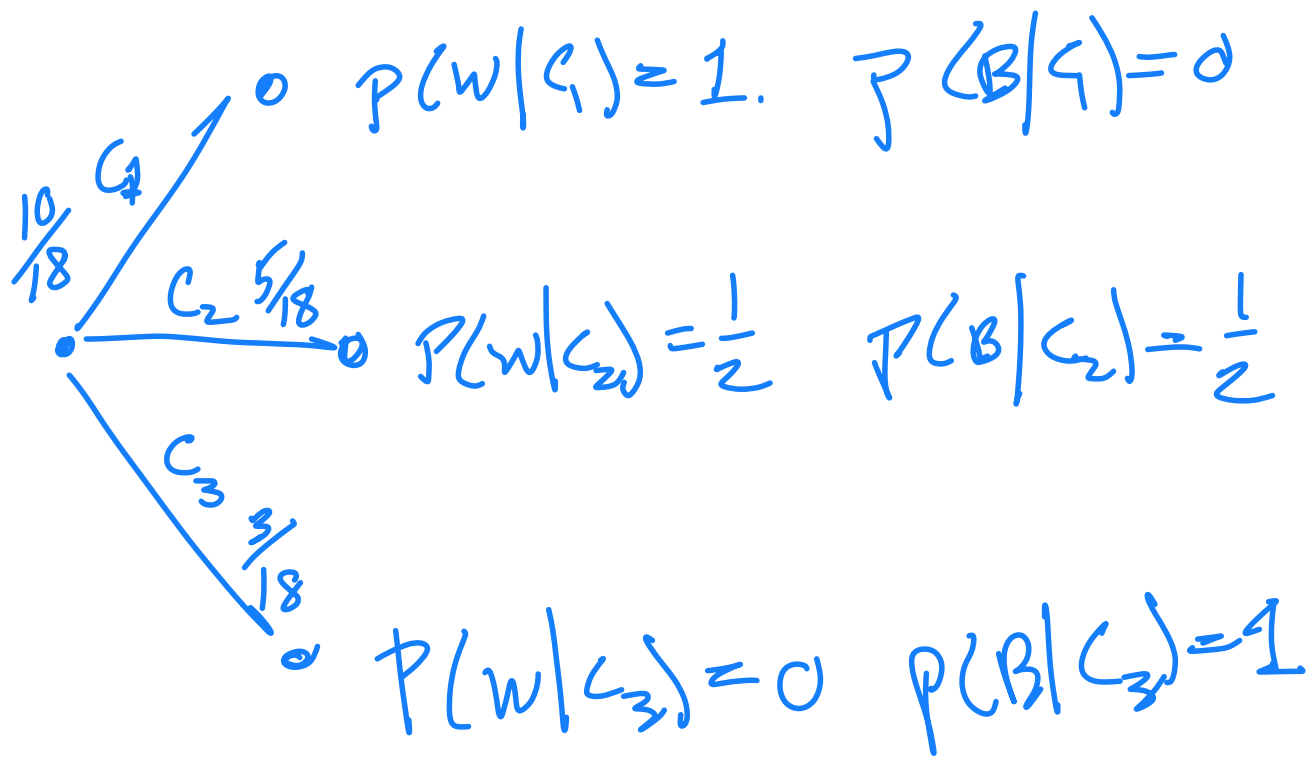 P(W|C₁) = 1. P(B|C₁) = 0
C₁
10/18
C₂ 5/18
P(W|C₂) = 1/2 P(B|C₂) = 1/2
C₃
3/18
P(W|C₃) = 0 P(B|C₃) = 1